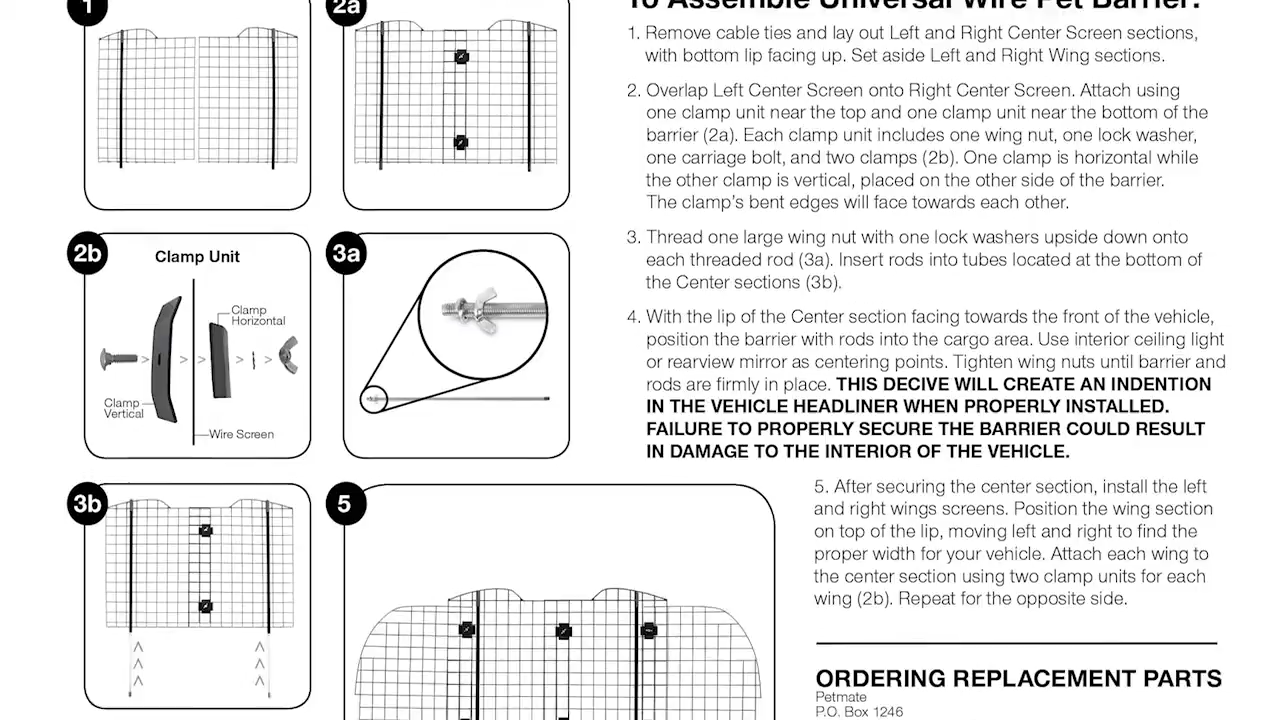 To Assemble Universal Wire Pet Barrier:
1
2a
1. Remove cable ties and lay out Left and Right Center Screen sections,
with bottom lip facing up. Set aside Left and Right Wing sections.
2. Overlap Left Center Screen onto Right Center Screen. Attach using
one clamp unit near the top and one clamp unit near the bottom of the
barrier (2a). Each clamp unit includes one wing nut, one lock washer,
one carriage bolt, and two clamps (2b). One clamp is horizontal while
the other clamp is vertical, placed on the other side of the barrier.
The clamp's bent edges will face towards each other.
2b
Clamp Unit
Clamp
Horizontal
Clamp
Vertical
Wire Screen
3a
3. Thread one large wing nut with one lock washers upside down onto
each threaded rod (3a). Insert rods into tubes located at the bottom of
the Center sections (3b).
4. With the lip of the Center section facing towards the front of the vehicle,
position the barrier with rods into the cargo area. Use interior ceiling light
or rearview mirror as centering points. Tighten wing nuts until barrier and
rods are firmly in place. THIS DECIVE WILL CREATE AN INDENTION
IN THE VEHICLE HEADLINER WHEN PROPERLY INSTALLED.
FAILURE TO PROPERLY SECURE THE BARRIER COULD RESULT
IN DAMAGE TO THE INTERIOR OF THE VEHICLE.
3b
5
5. After securing the center section, install the left
and right wings screens. Position the wing section
on top of the lip, moving left and right to find the
proper width for your vehicle. Attach each wing to
the center section using two clamp units for each
wing (2b). Repeat for the opposite side.
ORDERING REPLACEMENT PARTS
Petmate
P.O. Box 1246